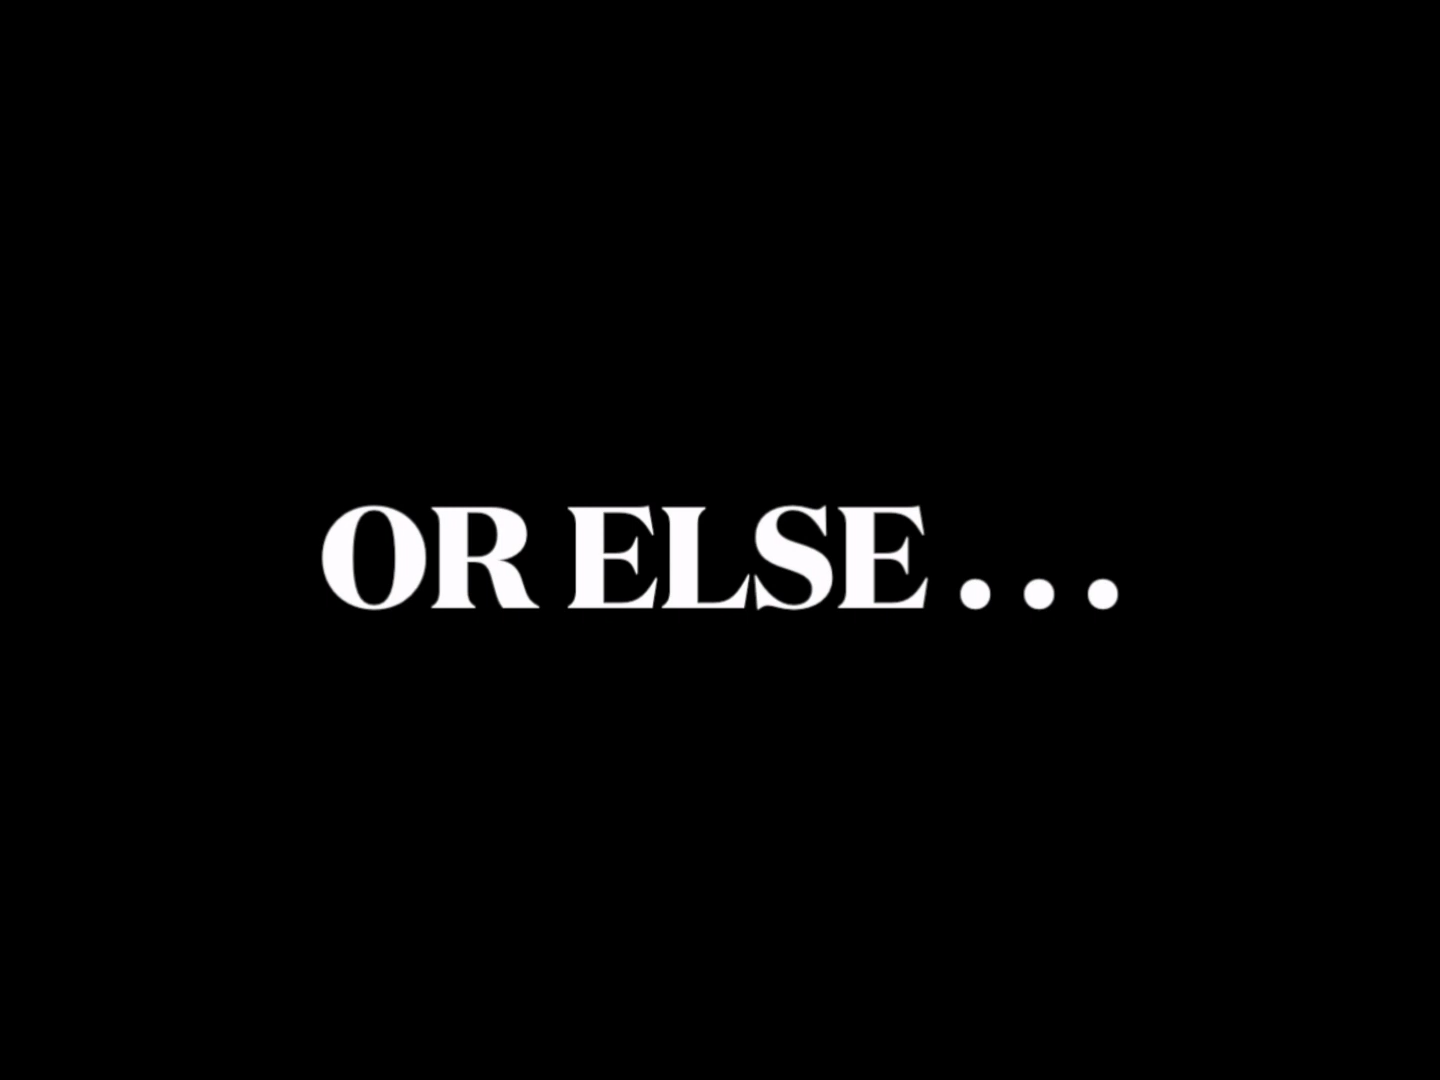 OR ELSE . . .